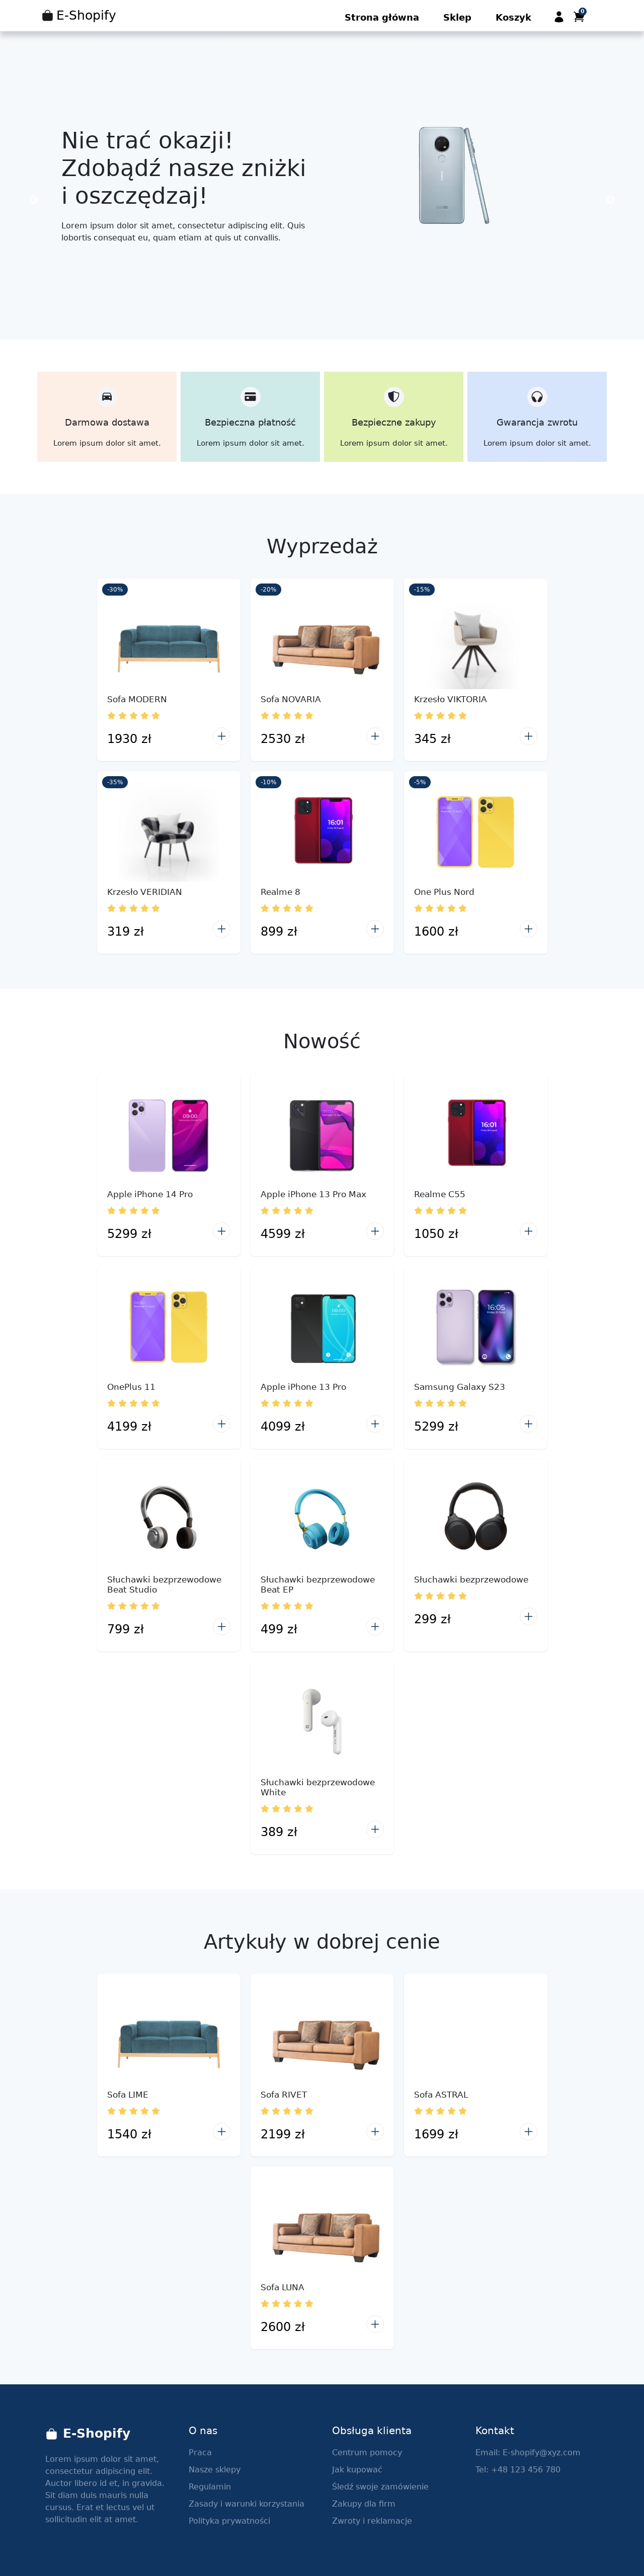 E-Shopify
Strona główna
Sklep
Koszyk
0
Nie trać okazji!
Zdobądź nasze zniżki
i oszczędzaj!
Lorem ipsum dolor sit amet, consectetur adipiscing elit. Quis
lobortis consequat eu, quam etiam at quis ut convallis.
Darmowa dostawa
Lorem ipsum dolor sit amet.
Bezpieczna płatność
Lorem ipsum dolor sit amet.
Bezpieczne zakupy
Lorem ipsum dolor sit amet.
Gwarancja zwrotu
Lorem ipsum dolor sit amet.
Wyprzedaż
-30%
Sofa MODERN
1930 zł
-20%
Sofa NOVARIA
2530 zł
-15%
Krzesło VIKTORIA
345 zł
-35%
Krzesło VERIDIAN
319 zł
-10%
16:01
Realme 8
899 zł
-5%
One Plus Nord
1600 zł
Nowość
09:00
Apple iPhone 14 Pro
5299 zł
Apple iPhone 13 Pro Max
4599 zł
16:01
Realme C55
1050 zł
OnePlus 11
4199 zł
Apple iPhone 13 Pro
4099 zł
16:05
Samsung Galaxy S23
5299 zł
Słuchawki bezprzewodowe
Beat Studio
799 zł
Słuchawki bezprzewodowe
Beat EP
499 zł
Słuchawki bezprzewodowe
299 zł
Słuchawki bezprzewodowe
White
389 zł
Artykuły w dobrej cenie
Sofa LIME
1540 zł
Sofa RIVET
2199 zł
Sofa ASTRAL
1699 zł
Sofa LUNA
2600 zł
E-Shopify
Lorem ipsum dolor sit amet,
consectetur adipiscing elit.
Auctor libero id et, in gravida.
Sit diam duis mauris nulla
cursus. Erat et lectus vel ut
sollicitudin elit at amet.
O nas
Praca
Nasze sklepy
Regulamin
Zasady i warunki korzystania
Polityka prywatności
Obsługa klienta
Centrum pomocy
Jak kupować
Śledź swoje zamówienie
Zakupy dla firm
Zwroty i reklamacje
Kontakt
Email: E-shopify@xyz.com
Tel: +48 123 456 780